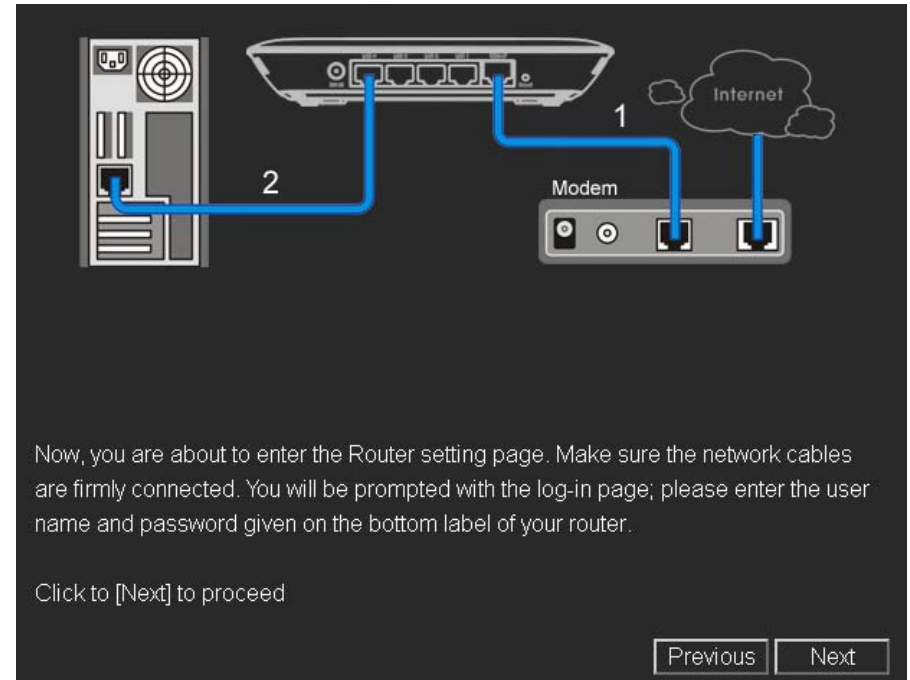 1
Internet
2
Modem
Now, you are about to enter the Router setting page. Make sure the network cables
are firmly connected. You will be prompted with the log-in page; please enter the user
name and password given on the bottom label of your router.
Click to [Next] to proceed
Previous Next